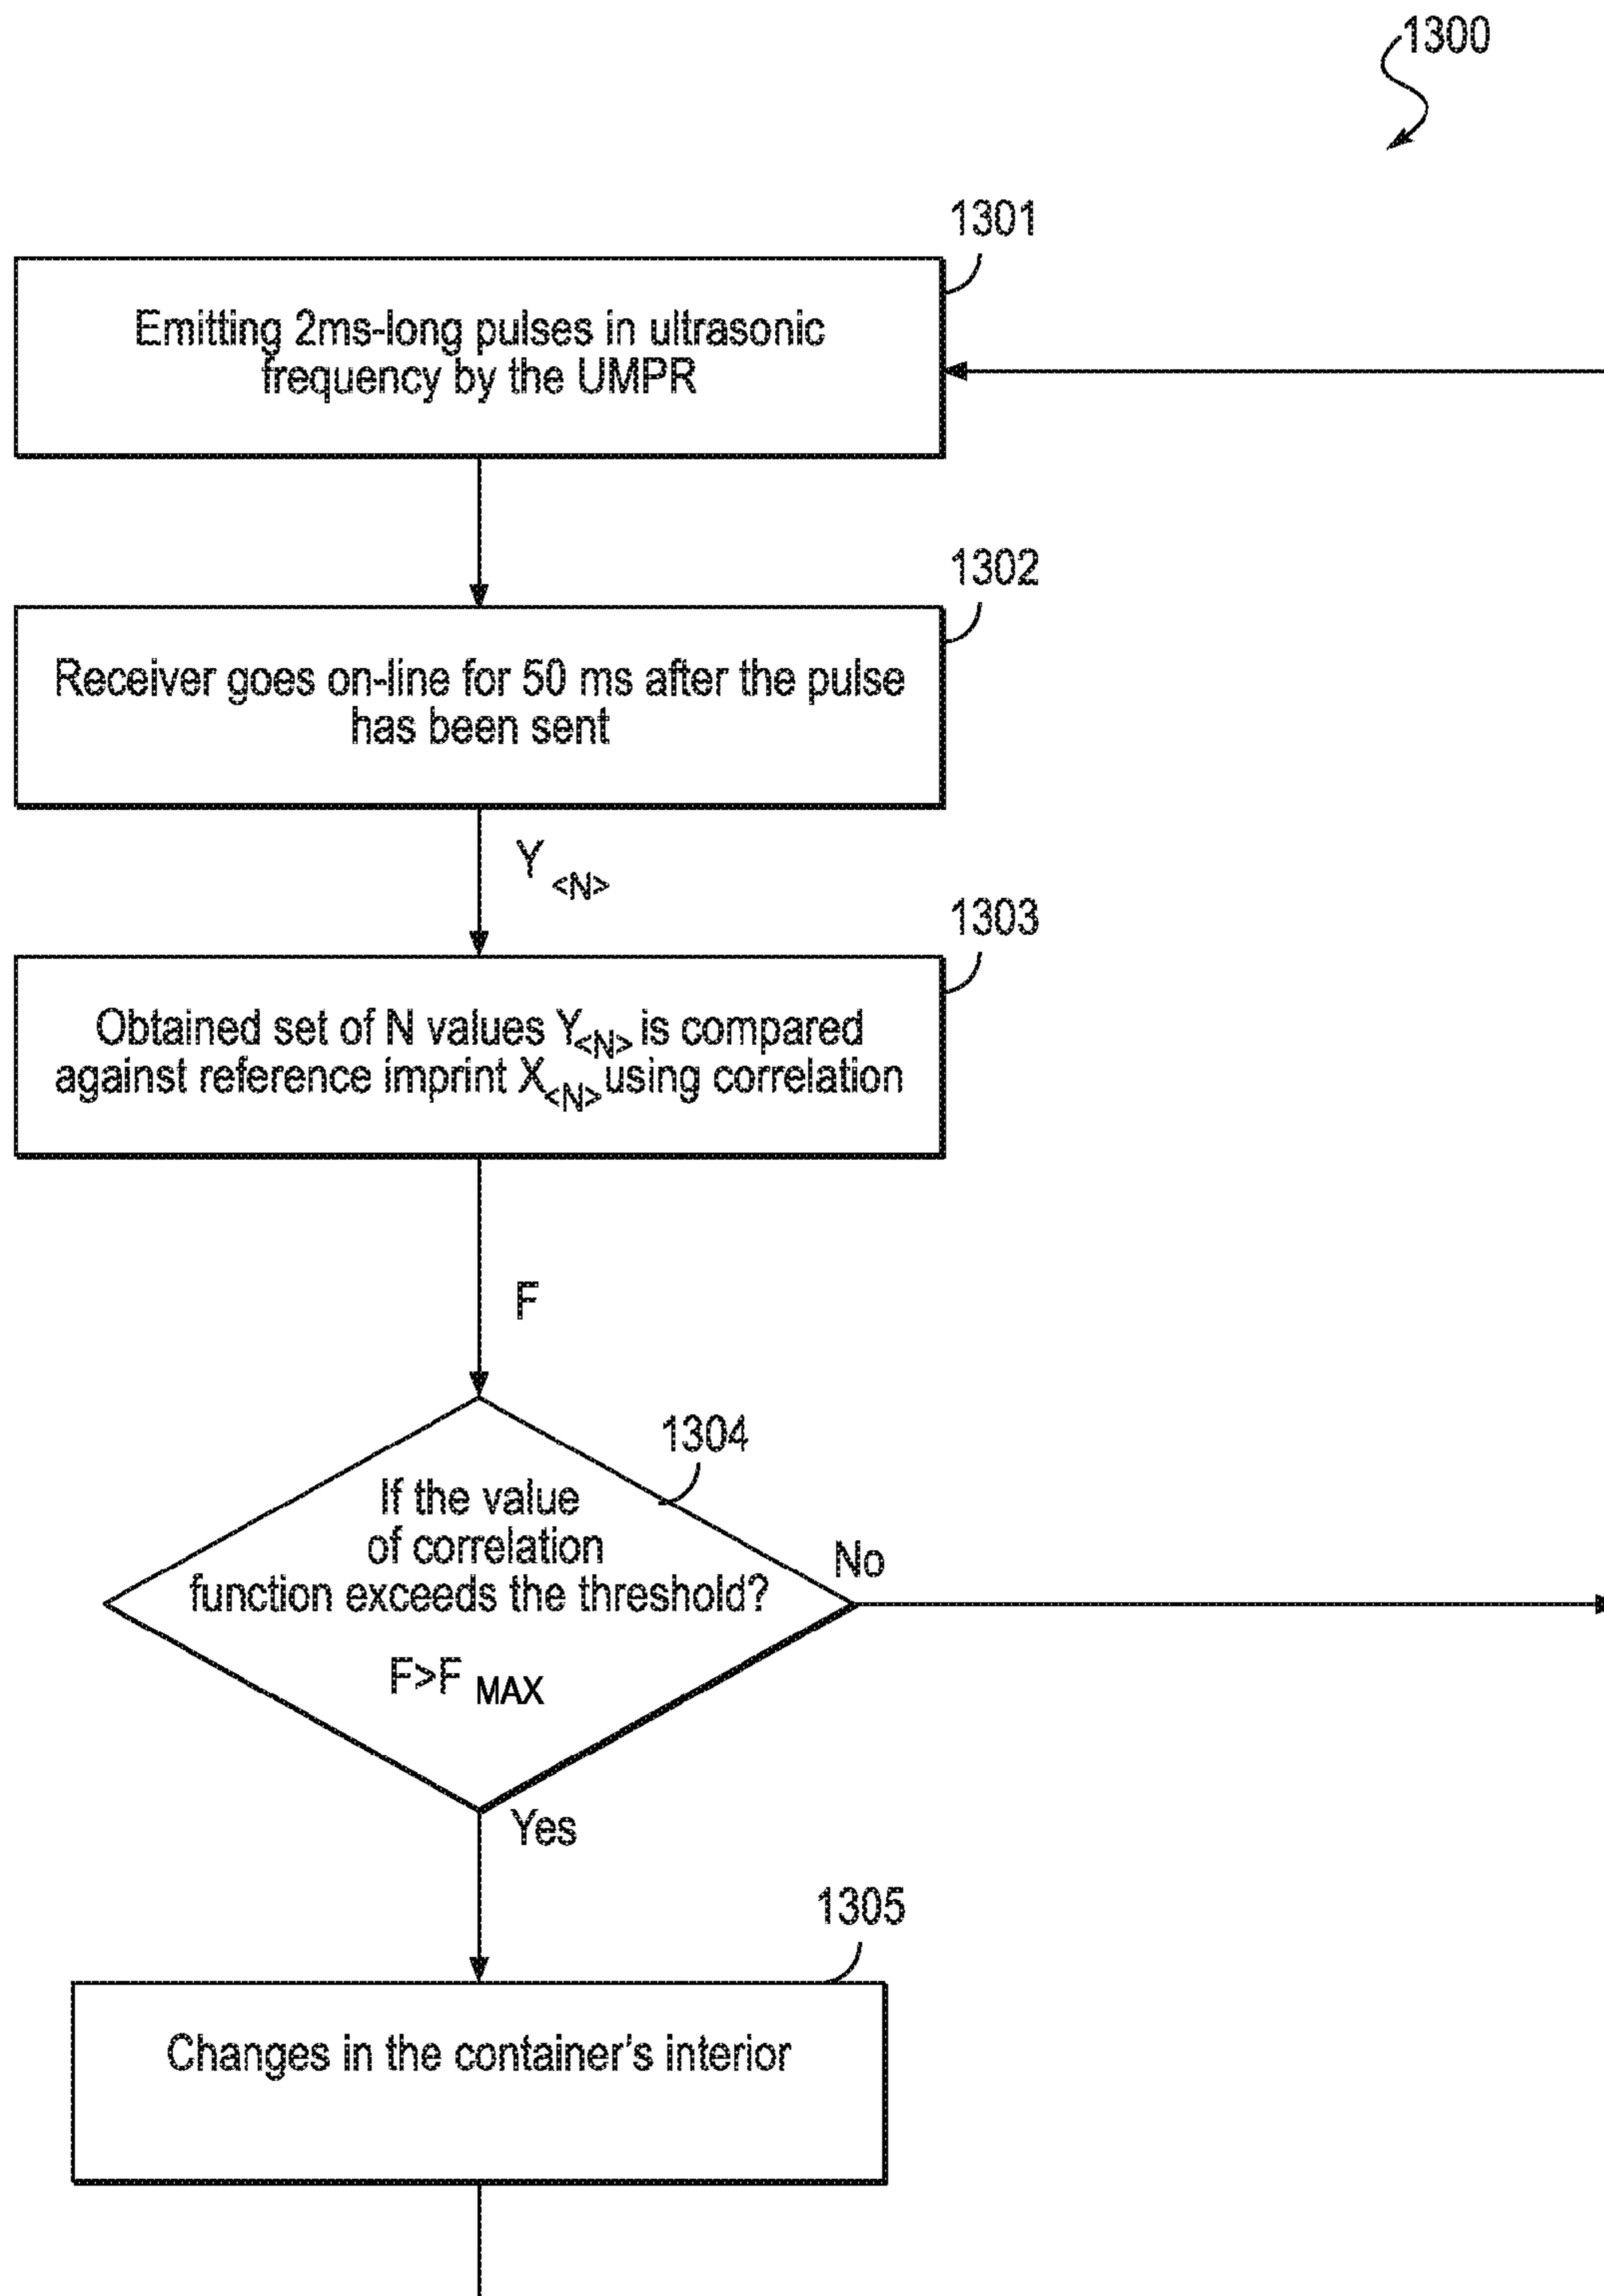 1300
1301
Emitting 2ms-long pulses in ultrasonic
frequency by the UMPR
1302
Receiver goes on-line for 50 ms after the pulse
has been sent
Y <N>
1303
Obtained set of N values Y<N> is compared
against reference imprint X<N> using correlation
F
1304
If the value
of correlation
function exceeds the threshold?
F>F MAX
No
Yes
1305
Changes in the container's interior